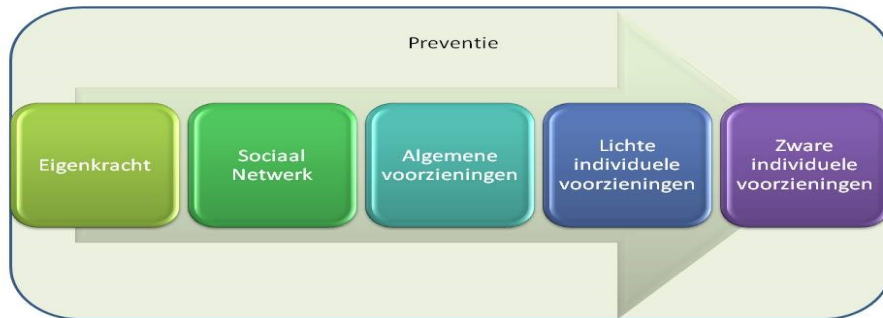 Preventie
Eigenkracht
Sociaal
Netwerk
Algemene
voorzieningen
Lichte
individuele
voorzieningen
Zware
individuele
voorzieningen